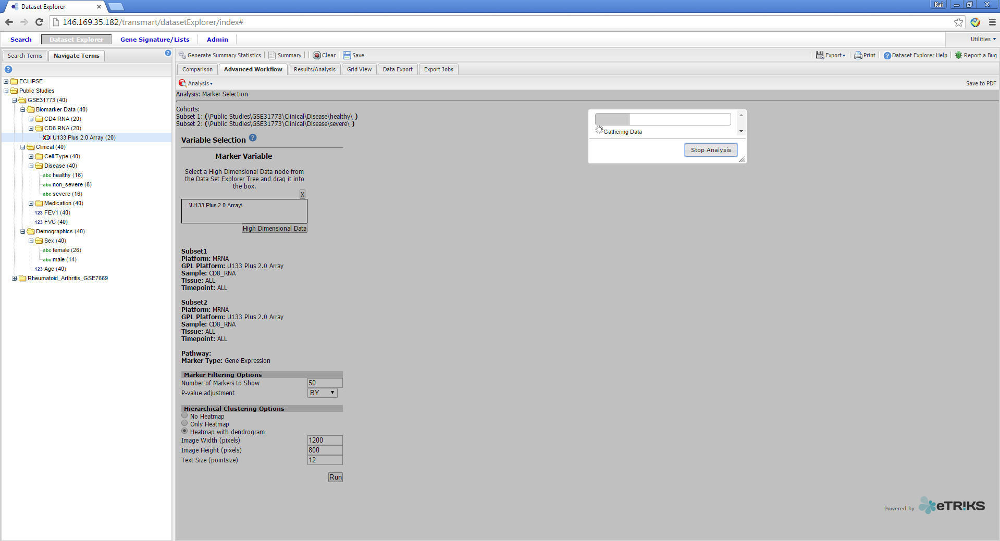 Dataset Explorer
Kai
146.169.35.182/transmart/datasetExplorer/index#
Search
Dataset Explorer
Gene Signature/Lists
Admin
Utilities
Search Terms
Navigate Terms
Generate Summary Statistics
Summary
Clear
Save
Export
Print
Dataset Explorer Help
Report a Bug
Comparison
Advanced Workflow
Results/Analysis
Grid View
Data Export
Export Jobs
Analysis
Save to PDF
ECLIPSE
Public Studies
GSE31773 (40)
Biomarker Data (40)
CD4 RNA (20)
CD8 RNA (20)
U133 Plus 2.0 Array (20)
Clinical (40)
Cell Type (40)
Disease (40)
abc healthy (16)
abc non_severe (8)
abc severe (16)
Medication (40)
123 FEV1 (40)
123 FVC (40)
Demographics (40)
Sex (40)
abc female (26)
abc male (14)
123 Age (40)
Rheumatoid_Arthritis_GSE7669
Analysis: Marker Selection
Cohorts:
Subset 1: (\Public Studies\GSE31773\Clinical\Disease\healthy\ )
Subset 2: (\Public Studies\GSE31773\Clinical\Disease\severe\ )
Variable Selection
Marker Variable
Select a High Dimensional Data node from
the Data Set Explorer Tree and drag it into
the box.
X
...\U133 Plus 2.0 Array\
High Dimensional Data
Subset1
Platform: MRNA
GPL Platform: U133 Plus 2.0 Array
Sample: CD8_RNA
Tissue: ALL
Timepoint: ALL
Subset2
Platform: MRNA
GPL Platform: U133 Plus 2.0 Array
Sample: CD8_RNA
Tissue: ALL
Timepoint: ALL
Pathway:
Marker Type: Gene Expression
Marker Filtering Options
Number of Markers to Show 50
P-value adjustment BY
Hierarchical Clustering Options
No Heatmap
Only Heatmap
Heatmap with dendrogram
Image Width (pixels) 1200
Image Height (pixels) 800
Text Size (pointsize) 12
Run
Gathering Data
Stop Analysis
Powered by eTRIKS